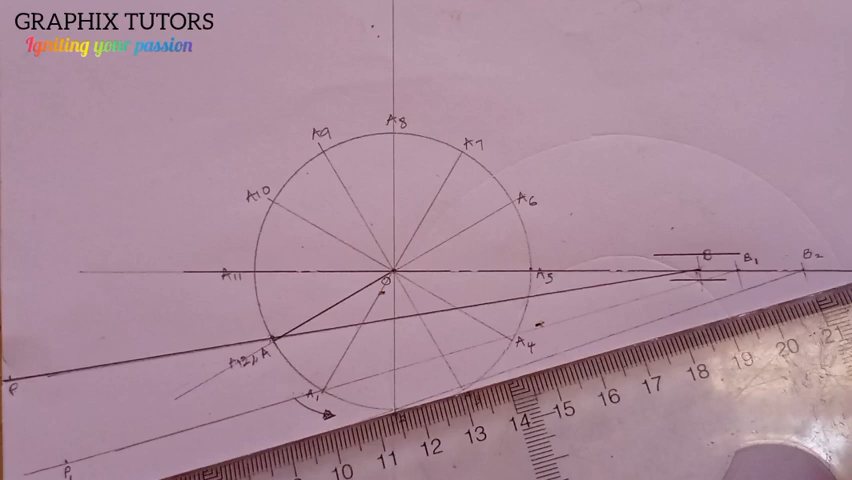 GRAPHIX TUTORS
Igniting your passion
A8
A9
A7
A10
A6
A11
O
A5
B
B1
B2
A12,A
A4
P
A1
P1
10 11 12 13 14 15 16 17 18 19 20 21